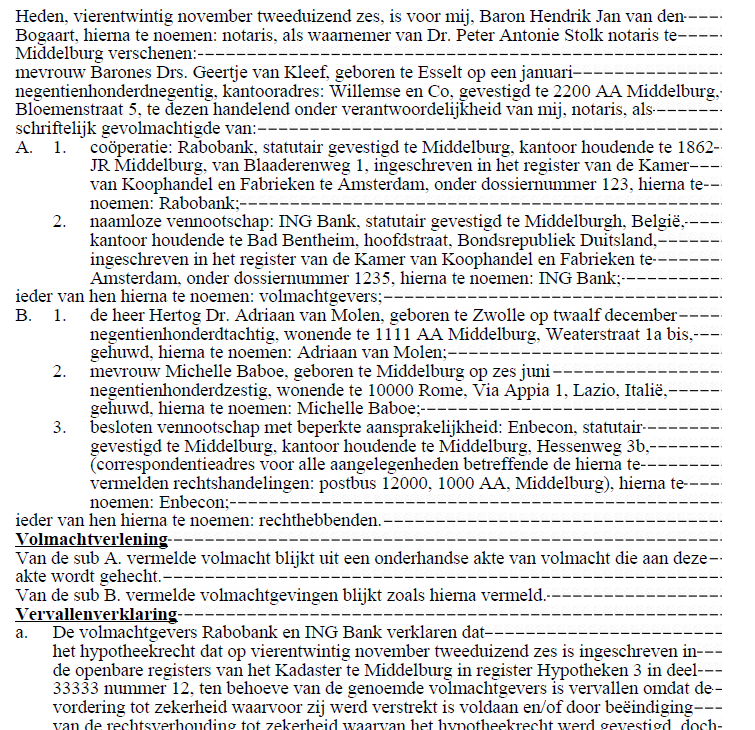 Heden, vierentwintig november tweeduizend zes, is voor mij, Baron Hendrik Jan van den----
Bogaart, hierna te noemen: notaris, als waarnemer van Dr. Peter Antonie Stolk notaris te----
Middelburg verschenen:----
mevrouw Barones Drs. Geertje van Kleef, geboren te Esselt op een januari----
negentienhonderdnegentig, kantooradres: Willemse en Co, gevestigd te 2200 AA Middelburg,-
Bloemenstraat 5, te dezen handelend onder verantwoordelijkheid van mij, notaris, als----
schriftelijk gevolmachtigde van:----
A. 1. coöperatie: Rabobank, statutair gevestigd te Middelburg, kantoor houdende te 1862-
JR Middelburg, van Blaaderenweg 1, ingeschreven in het register van de Kamer---
van Koophandel en Fabrieken te Amsterdam, onder dossiernummer 123, hierna te--
noemen: Rabobank;----
2. naamloze vennootschap: ING Bank, statutair gevestigd te Middelburgh, België,----
kantoor houdende te Bad Bentheim, hoofdstraat, Bondsrepubliek Duitsland,----
ingeschreven in het register van de Kamer van Koophandel en Fabrieken te----
Amsterdam, onder dossiernummer 1235, hierna te noemen: ING Bank;----
ieder van hen hierna te noemen: volmachtgevers;----
B. 1. de heer Hertog Dr. Adriaan van Molen, geboren te Zwolle op twaalf december----
negentienhonderdtachtig, wonende te 1111 AA Middelburg, Weaterstraat 1a bis,---
gehuwd, hierna te noemen: Adriaan van Molen;----
2. mevrouw Michelle Baboe, geboren te Middelburg op zes juni----
negentienhonderdzestig, wonende te 10000 Rome, Via Appia 1, Lazio, Italië,----
gehuwd, hierna te noemen: Michelle Baboe;----
3. besloten vennootschap met beperkte aansprakelijkheid: Enbecon, statutair----
gevestigd te Middelburg, kantoor houdende te Middelburg, Hessenweg 3b,----
(correspondentieadres voor alle aangelegenheden betreffende de hierna te----
vermelden rechtshandelingen: postbus 12000, 1000 AA, Middelburg), hierna te----
noemen: Enbecon;----
ieder van hen hierna te noemen: rechthebbenden.----
Volmachtverlening----
Van de sub A. vermelde volmacht blijkt uit een onderhandse akte van volmacht die aan deze--
akte wordt gehecht.----
Van de sub B. vermelde volmachtgevingen blijkt zoals hierna vermeld.----
Vervallenverklaring----
a. De volmachtgevers Rabobank en ING Bank verklaren dat----
het hypotheekrecht dat op vierentwintig november tweeduizend zes is ingeschreven in---
de openbare registers van het Kadaster te Middelburg in register Hypotheken 3 in deel---
33333 nummer 12, ten behoeve van de genoemde volmachtgevers is vervallen omdat de--
vordering tot zekerheid waarvoor zij werd verstrekt is voldaan en/of door beëindiging---
van de rechtsverhouding tot zekerheid waarvan het hypotheekrecht werd gevestigd, doch-